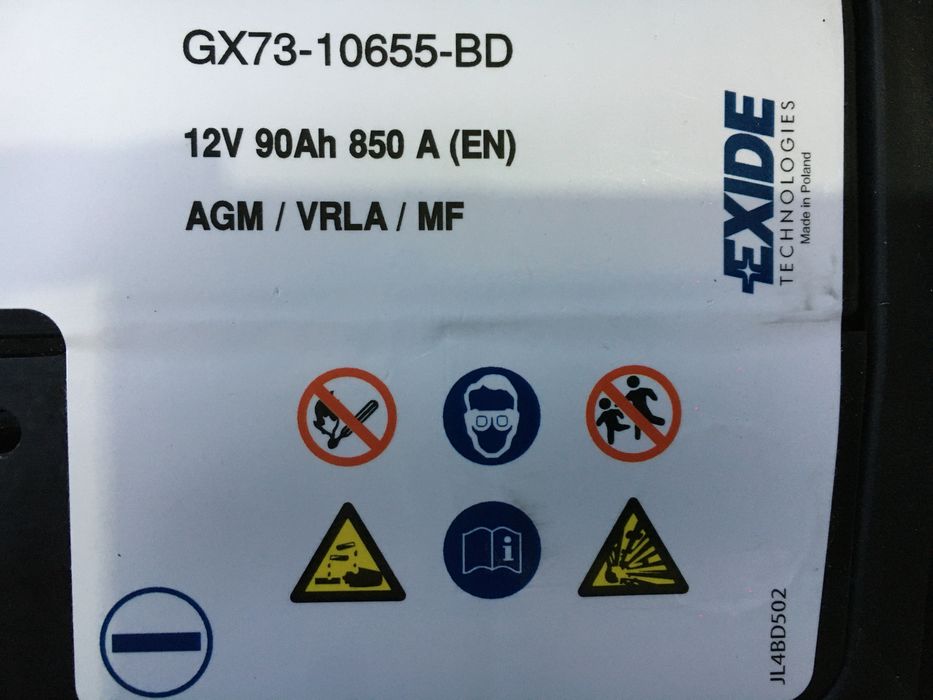 GX73-10655-BD
12V 90Ah 850 A (EN)
AGM / VRLA / MF
EXIDE
TECHNOLOGIES
Made in Poland
i
JL4BD502